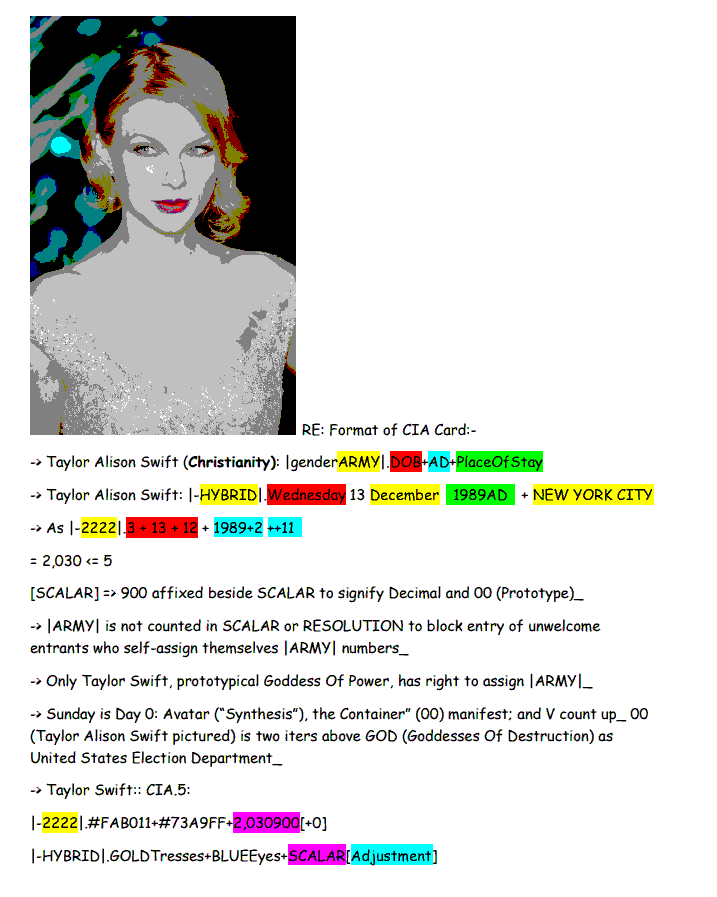 RE: Format of CIA Card:-
-> Taylor Alison Swift (Christianity): |genderARMY|.DOB+AD+PlaceOfStay
-> Taylor Alison Swift: |-HYBRID|.Wednesday 13 December 1989AD + NEW YORK CITY
-> As |-2222|.3 + 13 + 12 + 1989+2 ++11
= 2,030 <= 5
[SCALAR] => 900 affixed beside SCALAR to signify Decimal and 00 (Prototype)_
-> |ARMY| is not counted in SCALAR or RESOLUTION to block entry of unwelcome
entrants who self-assign themselves |ARMY| numbers_
-> Only Taylor Swift, prototypical Goddess Of Power, has right to assign |ARMY|_
-> Sunday is Day 0: Avatar (“Synthesis”), the Container” (00) manifest; and V count up_ 00
(Taylor Alison Swift pictured) is two iters above GOD (Goddesses Of Destruction) as
United States Election Department_
-> Taylor Swift:: CIA.5:
|-2222|.#FAB011+#73A9FF+2,030900[+0]
|-HYBRID|.GOLDTresses+BLUEEyes+SCALAR[Adjustment]